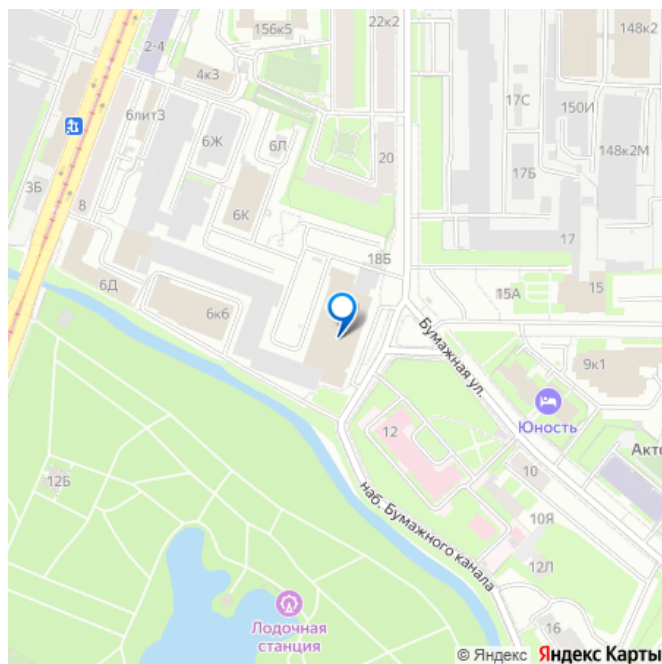 22к2
156к5
148к2
2-4
4к3
17С
150И
6лит3
6Ж
6Л
148к2М
20
17Б
3Б
8
6К
17
18Б
6Д
15А
15
6к6
Бумажная ул.
9к1
Юность
12
Акто
10
12Б
наб. Бумажного канала
10Я
12Л
Лодочная
станция
16
© Яндекс Яндекс Карты